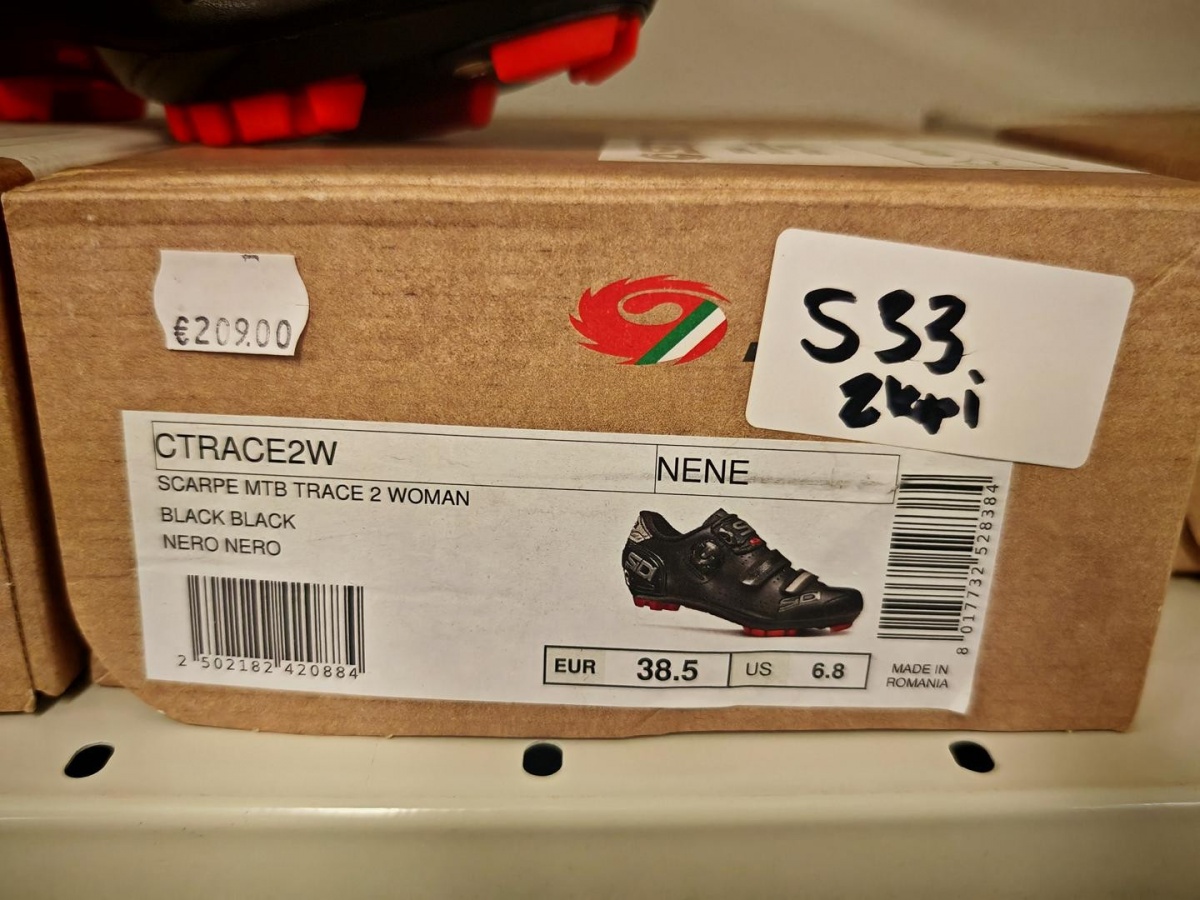 €209.00
S33
CTRACE2W
NENE
SCARPE MTB TRACE 2 WOMAN
BLACK BLACK
NERO NERO
SIDI
2 502182 420884
EUR 38.5 US 6.8
MADE IN
ROMANIA
8 017732 528384